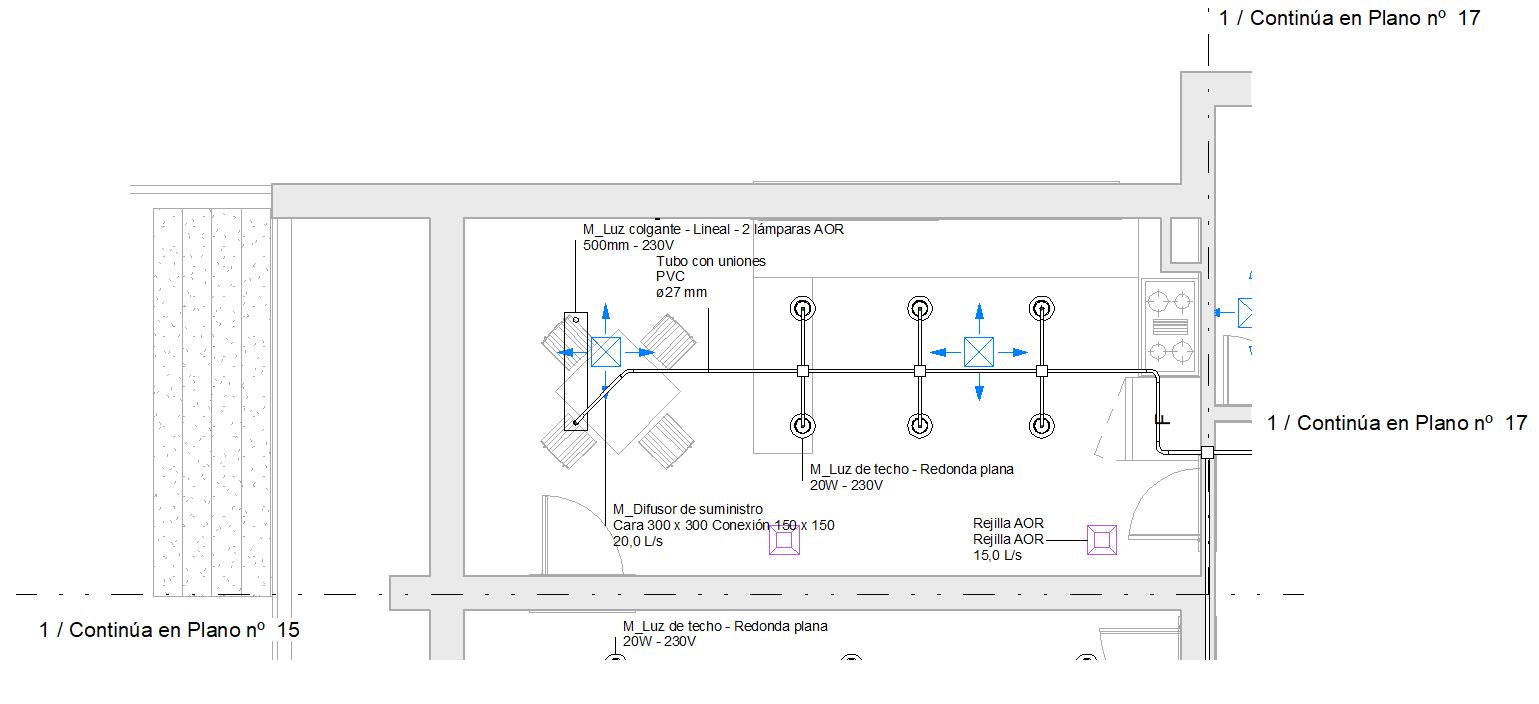 1 / Continúa en Plano nº 17
M_Luz colgante - Lineal - 2 lámparas AOR
500mm - 230V
Tubo con uniones
PVC
ø27 mm
F
1 / Continúa en Plano nº 17
M_Luz de techo - Redonda plana
20W - 230V
M_Difusor de suministro
Cara 300 x 300 Conexión 150 x 150
20,0 L/s
Rejilla AOR
Rejilla AOR
15,0 L/s
1 / Continúa en Plano nº 15
M_Luz de techo - Redonda plana
20W - 230V